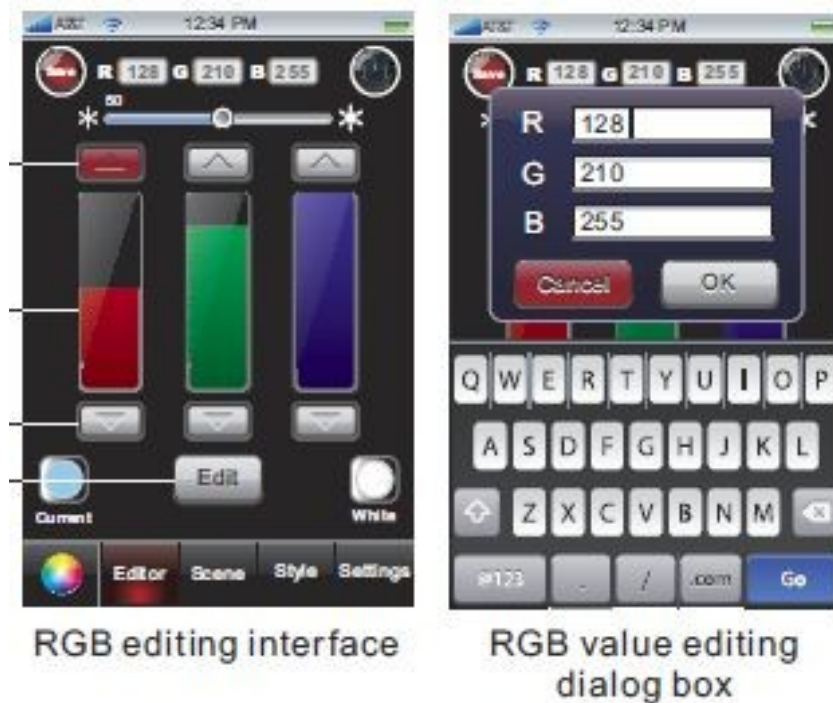 AT&T 12:34 PM
Save R 128 G 210 B 255
50
Edit
Current White
Editor Scene Style Settings
RGB editing interface
AT&T 12:34 PM
Save R 128 G 210 B 255
R 128
G 210
B 255
Cancel OK
Q W E R T Y U I O P
A S D F G H J K L
Z X C V B N M
@123 . / .com Go
RGB value editing
dialog box